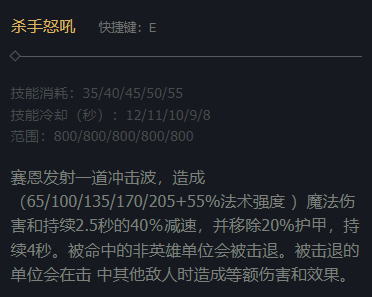 杀手怒吼 快捷键：E
技能消耗：35/40/45/50/55
技能冷却（秒）：12/11/10/9/8
范围：800/800/800/800/800
赛恩发射一道冲击波，造成
（65/100/135/170/205+55%法术强度 ）魔法伤
害和持续2.5秒的40%减速，并移除20%护甲，持
续4秒。被命中的非英雄单位会被击退。被击退的
单位会在击 中其他敌人时造成等额伤害和效果。